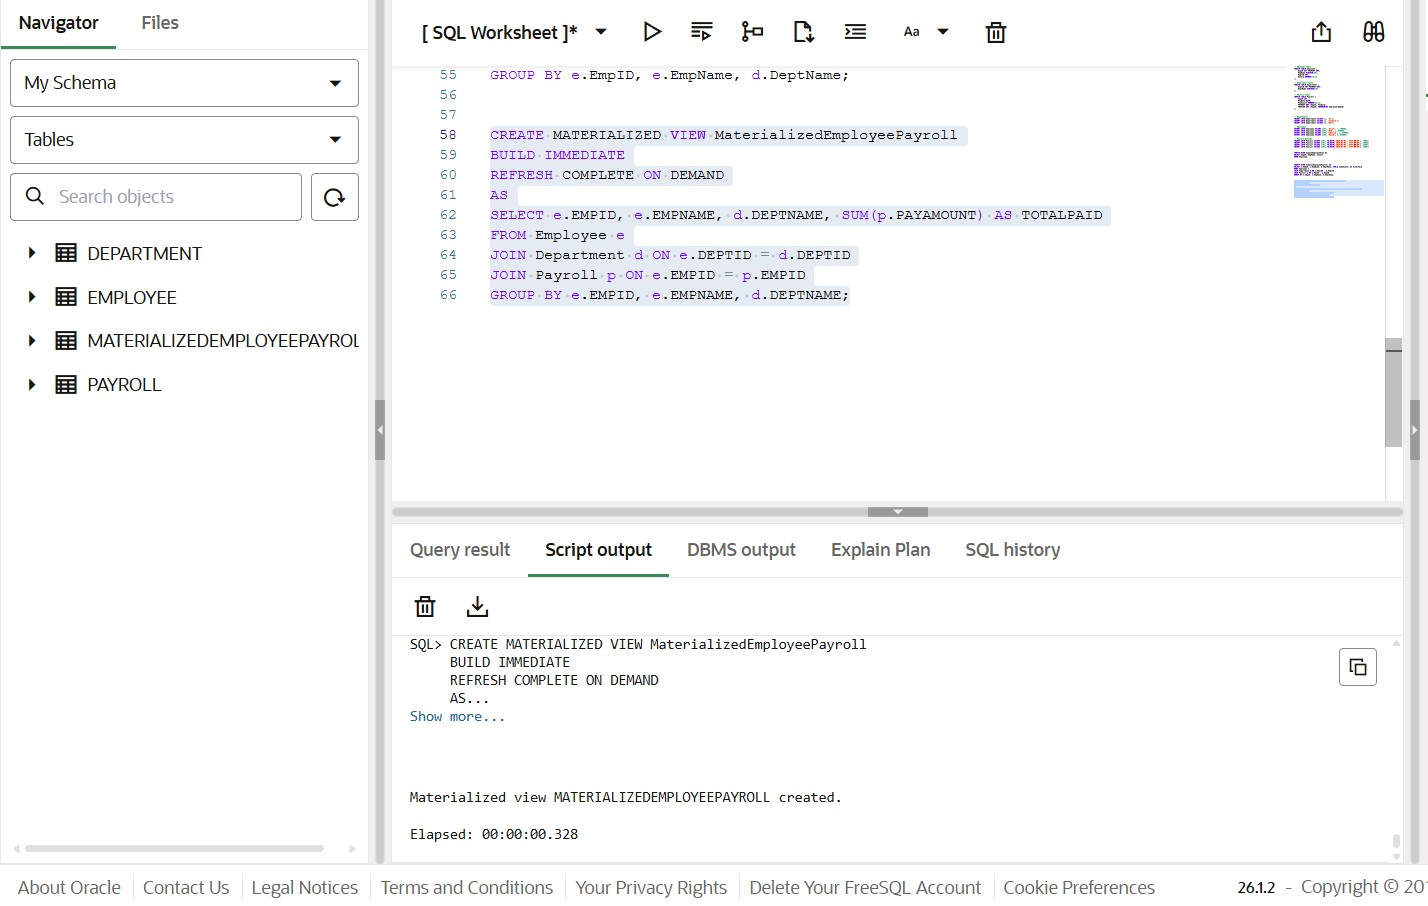 Navigator Files
My Schema
Tables
Search objects
DEPARTMENT
EMPLOYEE
MATERIALIZEDEMPLOYEEPAYROL
PAYROLL
[ SQL Worksheet ]* Aa
55 GROUP BY e.EmpID, e.EmpName, d.DeptName;
56
57
58 CREATE MATERIALIZED VIEW MaterializedEmployeePayroll
59 BUILD IMMEDIATE
60 REFRESH COMPLETE ON DEMAND
61 AS
62 SELECT e.EMPID, e.EMPNAME, d.DEPTNAME, SUM(p.PAYAMOUNT) AS TOTALPAID
63 FROM Employee e
64 JOIN Department d ON e.DEPTID = d.DEPTID
65 JOIN Payroll p ON e.EMPID = p.EMPID
66 GROUP BY e.EMPID, e.EMPNAME, d.DEPTNAME;
Query result Script output DBMS output Explain Plan SQL history
SQL> CREATE MATERIALIZED VIEW MaterializedEmployeePayroll
BUILD IMMEDIATE
REFRESH COMPLETE ON DEMAND
AS...
Show more...
Materialized view MATERIALIZEDEMPLOYEEPAYROLL created.
Elapsed: 00:00:00.328
About Oracle Contact Us Legal Notices Terms and Conditions Your Privacy Rights Delete Your FreeSQL Account Cookie Preferences 26.1.2 - Copyright © 20